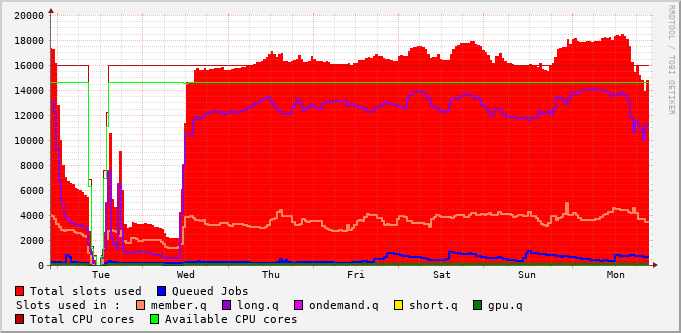 20000
18000
16000
14000
12000
10000
8000
6000
4000
2000
0
Tue Wed Thu Fri Sat Sun Mon
RRDTOOL / TOBI OETIKER
Total slots used Queued Jobs
Slots used in : member.q long.q ondemand.q short.q gpu.q
Total CPU cores Available CPU cores